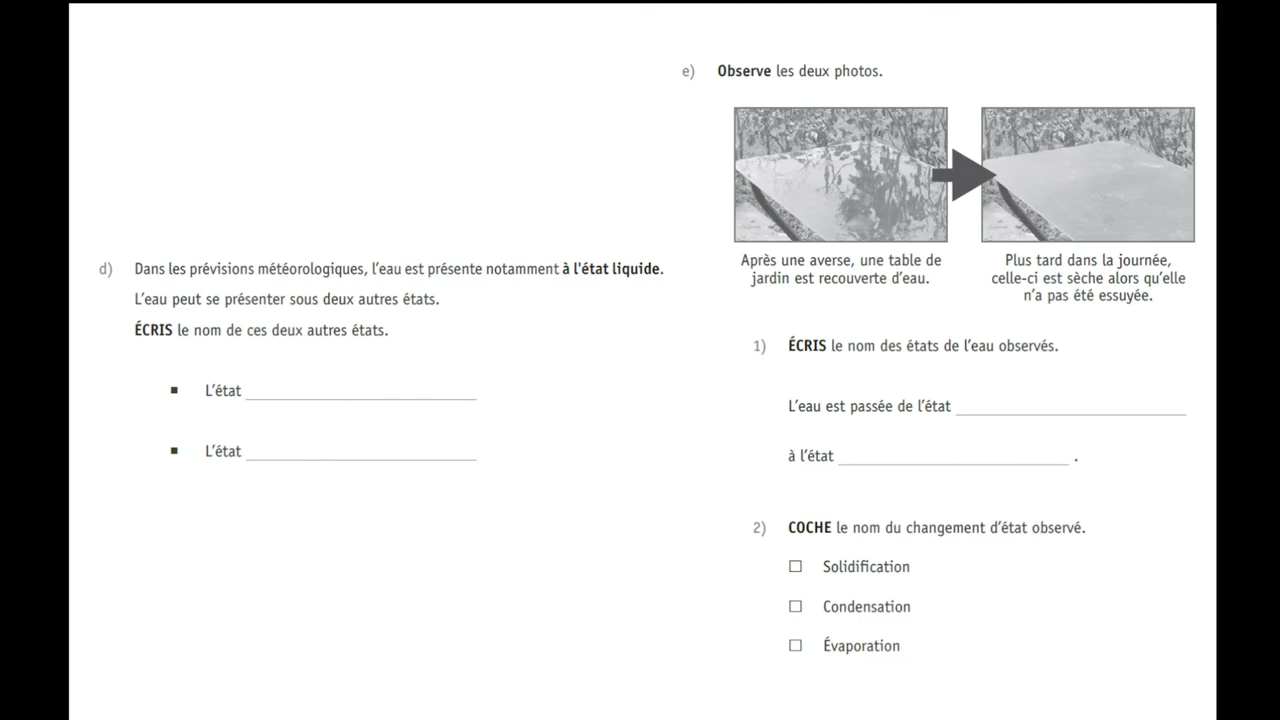 d) Dans les prévisions météorologiques, l'eau est présente notamment à l'état liquide.
L'eau peut se présenter sous deux autres états.
ÉCRIS le nom de ces deux autres états.
■ L'état
■ L'état
e) Observe les deux photos.
Après une averse, une table de
jardin est recouverte d'eau.
Plus tard dans la journée,
celle-ci est sèche alors qu'elle
n'a pas été essuyée.
1) ÉCRIS le nom des états de l'eau observés.
L'eau est passée de l'état
à l'état .
2) COCHE le nom du changement d'état observé.
☐ Solidification
☐ Condensation
☐ Évaporation